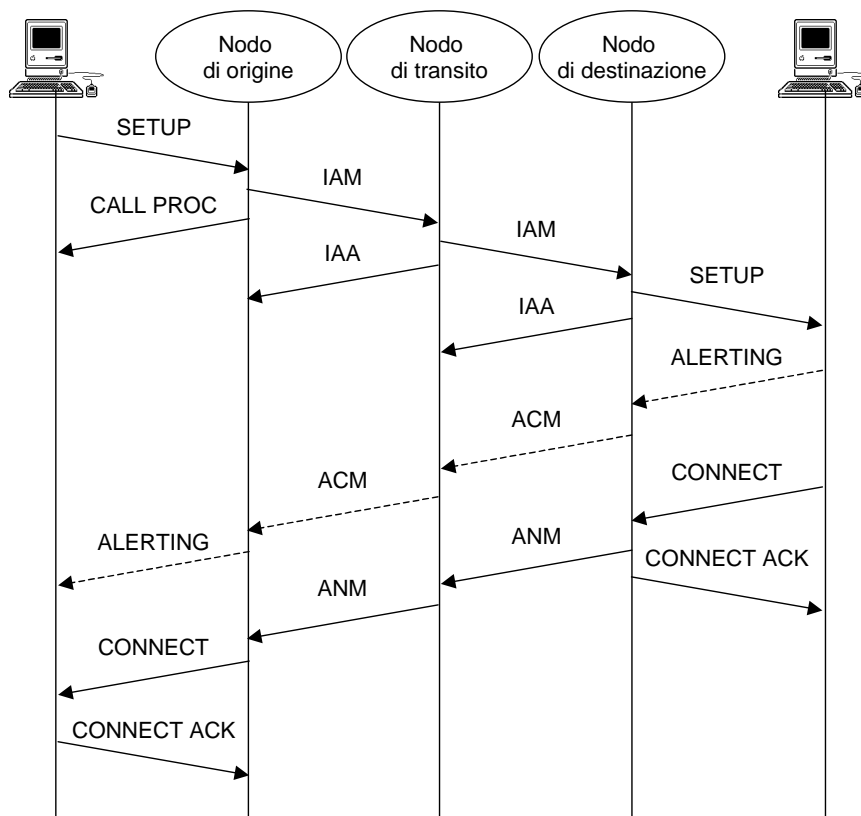 Nodo
di origine
Nodo
di transito
Nodo
di destinazione
SETUP
IAM
CALL PROC
IAM
IAA
SETUP
IAA
ALERTING
ACM
CONNECT
ACM
ANM
ALERTING
CONNECT ACK
ANM
CONNECT
CONNECT ACK